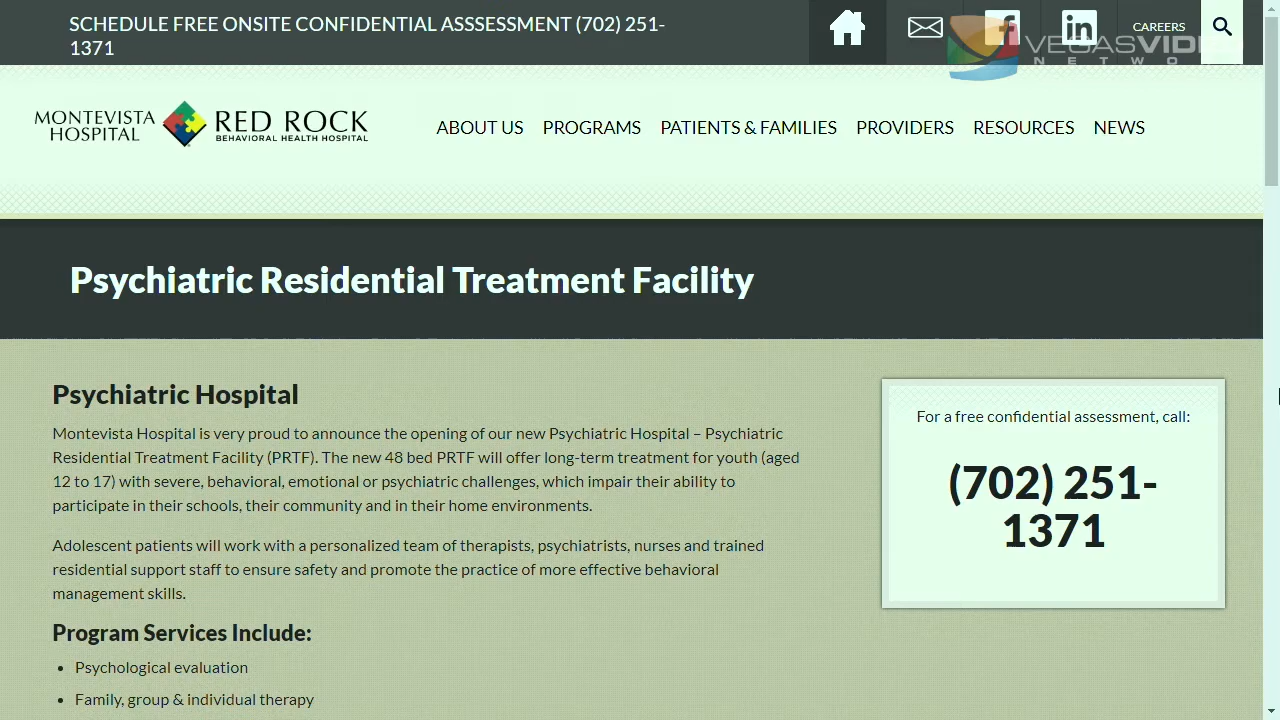 SCHEDULE FREE ONSITE CONFIDENTIAL ASSSESSMENT (702) 251-
1371
CAREERS
VEGASVIDEO
NETWO
MONTEVISTA
HOSPITAL
RED ROCK
BEHAVIORAL HEALTH HOSPITAL
ABOUT US PROGRAMS PATIENTS & FAMILIES PROVIDERS RESOURCES NEWS
Psychiatric Residential Treatment Facility
Psychiatric Hospital
Montevista Hospital is very proud to announce the opening of our new Psychiatric Hospital – Psychiatric
Residential Treatment Facility (PRTF). The new 48 bed PRTF will offer long-term treatment for youth (aged
12 to 17) with severe, behavioral, emotional or psychiatric challenges, which impair their ability to
participate in their schools, their community and in their home environments.
Adolescent patients will work with a personalized team of therapists, psychiatrists, nurses and trained
residential support staff to ensure safety and promote the practice of more effective behavioral
management skills.
Program Services Include:
• Psychological evaluation
• Family, group & individual therapy
For a free confidential assessment, call:
(702) 251-
1371